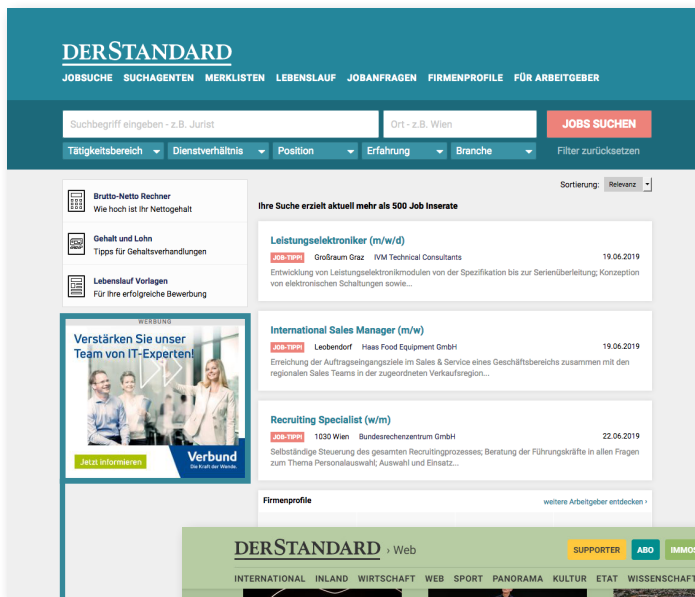 DERSTANDARD
JOBSUCHE SUCHAGENTEN MERKLISTEN LEBENSLAUF JOBANFRAGEN FIRMENPROFILE FÜR ARBEITGEBER
Suchbegriff eingeben - z.B. Jurist Ort - z.B. Wien JOBS SUCHEN
Tätigkeitsbereich Dienstverhältnis Position Erfahrung Branche Filter zurücksetzen
Sortierung: Relevanz
Brutto-Netto Rechner
Wie hoch ist Ihr Nettogehalt
Gehalt und Lohn
Tipps für Gehaltsverhandlungen
Lebenslauf Vorlagen
Für Ihre erfolgreiche Bewerbung
WERBUNG
Verstärken Sie unser
Team von IT-Experten!
Jetzt informieren
Verbund
Die Kraft der Wende.
Ihre Suche erzielt aktuell mehr als 500 Job Inserate
Leistungselektroniker (m/w/d)
JOB-TIPP! Großraum Graz IVM Technical Consultants 19.06.2019
Entwicklung von Leistungselektronikmodulen von der Spezifikation bis zur Serienüberleitung; Konzeption
von elektronischen Schaltungen sowie...
International Sales Manager (m/w)
JOB-TIPP! Leobendorf Haas Food Equipment GmbH 19.06.2019
Erreichung der Auftragseingangsziele im Sales & Service eines Geschäftsbereichs zusammen mit den
regionalen Sales Teams in der zugeordneten Verkaufsregion...
Recruiting Specialist (w/m)
JOB-TIPP! 1030 Wien Bundesrechenzentrum GmbH 22.06.2019
Selbständige Steuerung des gesamten Recruitingprozesses; Beratung der Führungskräfte in allen Fragen
zum Thema Personalauswahl; Auswahl und Einsatz...
Firmenprofile weitere Arbeitgeber entdecken ›
DERSTANDARD › Web SUPPORTER ABO IMMOS
INTERNATIONAL INLAND WIRTSCHAFT WEB SPORT PANORAMA KULTUR ETAT WISSENSCHAFT